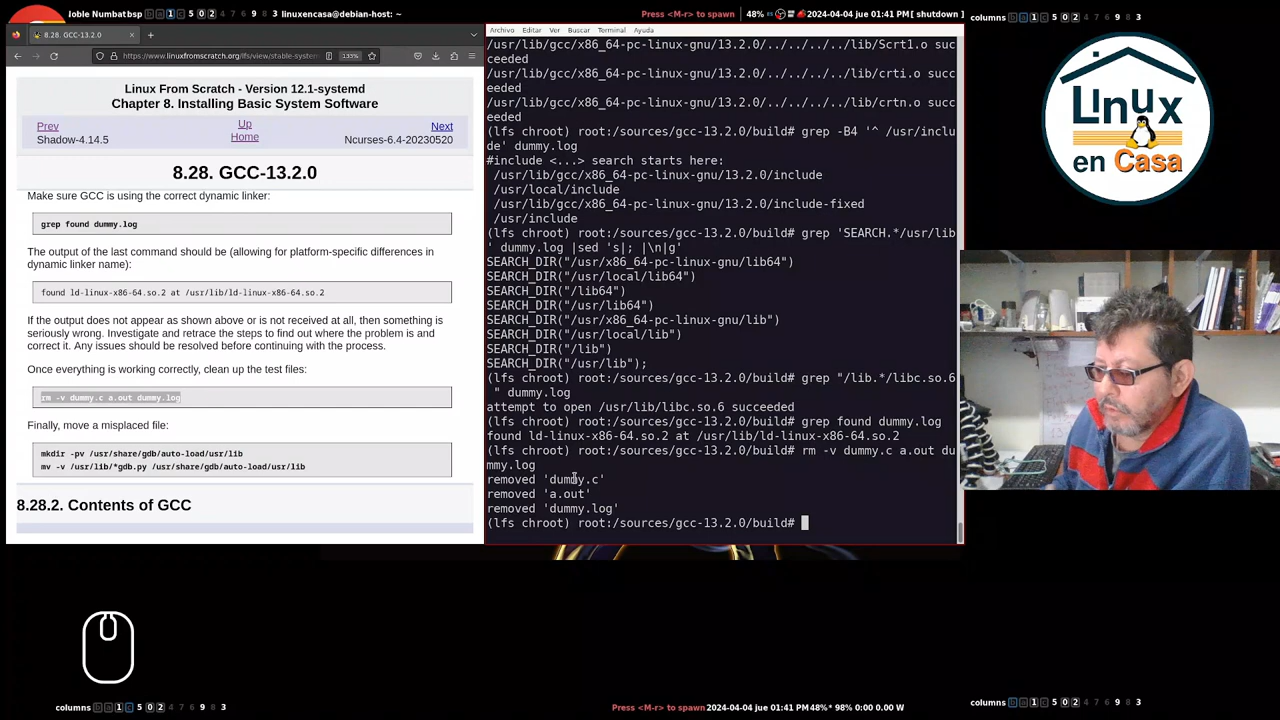 loble Numbat bsp b a 1 c 5 0 2 4 7 6 9 8 3 linuxencasa@debian-host: ~
Press <M-r> to spawn 48% 2024-04-04 jue 01:41 PM [ shutdown ]
columns b a 1 c 5 0 2 4 7 6 9 8 3
8.28. GCC-13.2.0
https://www.linuxfromscratch.org/lfs/view/stable-system
133%
Linux From Scratch - Version 12.1-systemd
Chapter 8. Installing Basic System Software
Prev Up Next
Shadow-4.14.5 Home Ncurses-6.4-20230520
8.28. GCC-13.2.0
Make sure GCC is using the correct dynamic linker:
grep found dummy.log
The output of the last command should be (allowing for platform-specific differences in
dynamic linker name):
found ld-linux-x86-64.so.2 at /usr/lib/ld-linux-x86-64.so.2
If the output does not appear as shown above or is not received at all, then something is
seriously wrong. Investigate and retrace the steps to find out where the problem is and
correct it. Any issues should be resolved before continuing with the process.
Once everything is working correctly, clean up the test files:
rm -v dummy.c a.out dummy.log
Finally, move a misplaced file:
mkdir -pv /usr/share/gdb/auto-load/usr/lib
mv -v /usr/lib/*gdb.py /usr/share/gdb/auto-load/usr/lib
8.28.2. Contents of GCC
Archivo Editar Ver Buscar Terminal Ayuda
/usr/lib/gcc/x86_64-pc-linux-gnu/13.2.0/../../../../lib/Scrt1.o suc
ceeded
/usr/lib/gcc/x86_64-pc-linux-gnu/13.2.0/../../../../lib/crti.o succ
eeded
/usr/lib/gcc/x86_64-pc-linux-gnu/13.2.0/../../../../lib/crtn.o succ
eeded
(lfs chroot) root:/sources/gcc-13.2.0/build# grep -B4 '^ /usr/inclu
de' dummy.log
#include <...> search starts here:
/usr/lib/gcc/x86_64-pc-linux-gnu/13.2.0/include
/usr/local/include
/usr/lib/gcc/x86_64-pc-linux-gnu/13.2.0/include-fixed
/usr/include
(lfs chroot) root:/sources/gcc-13.2.0/build# grep 'SEARCH.*/usr/lib
' dummy.log |sed 's|; |\n|g'
SEARCH_DIR("/usr/x86_64-pc-linux-gnu/lib64")
SEARCH_DIR("/usr/local/lib64")
SEARCH_DIR("/lib64")
SEARCH_DIR("/usr/lib64")
SEARCH_DIR("/usr/x86_64-pc-linux-gnu/lib")
SEARCH_DIR("/usr/local/lib")
SEARCH_DIR("/lib")
SEARCH_DIR("/usr/lib");
(lfs chroot) root:/sources/gcc-13.2.0/build# grep "/lib.*/libc.so.6
" dummy.log
attempt to open /usr/lib/libc.so.6 succeeded
(lfs chroot) root:/sources/gcc-13.2.0/build# grep found dummy.log
found ld-linux-x86-64.so.2 at /usr/lib/ld-linux-x86-64.so.2
(lfs chroot) root:/sources/gcc-13.2.0/build# rm -v dummy.c a.out du
mmy.log
removed 'dummy.c'
removed 'a.out'
removed 'dummy.log'
(lfs chroot) root:/sources/gcc-13.2.0/build#
Linux
en Casa
columns b a 1 c 5 0 2 4 7 6 9 8 3
Press <M-r> to spawn 2024-04-04 jue 01:41 PM 48%* 98% 0:00 0.00 W
columns b a 1 c 5 0 2 4 7 6 9 8 3